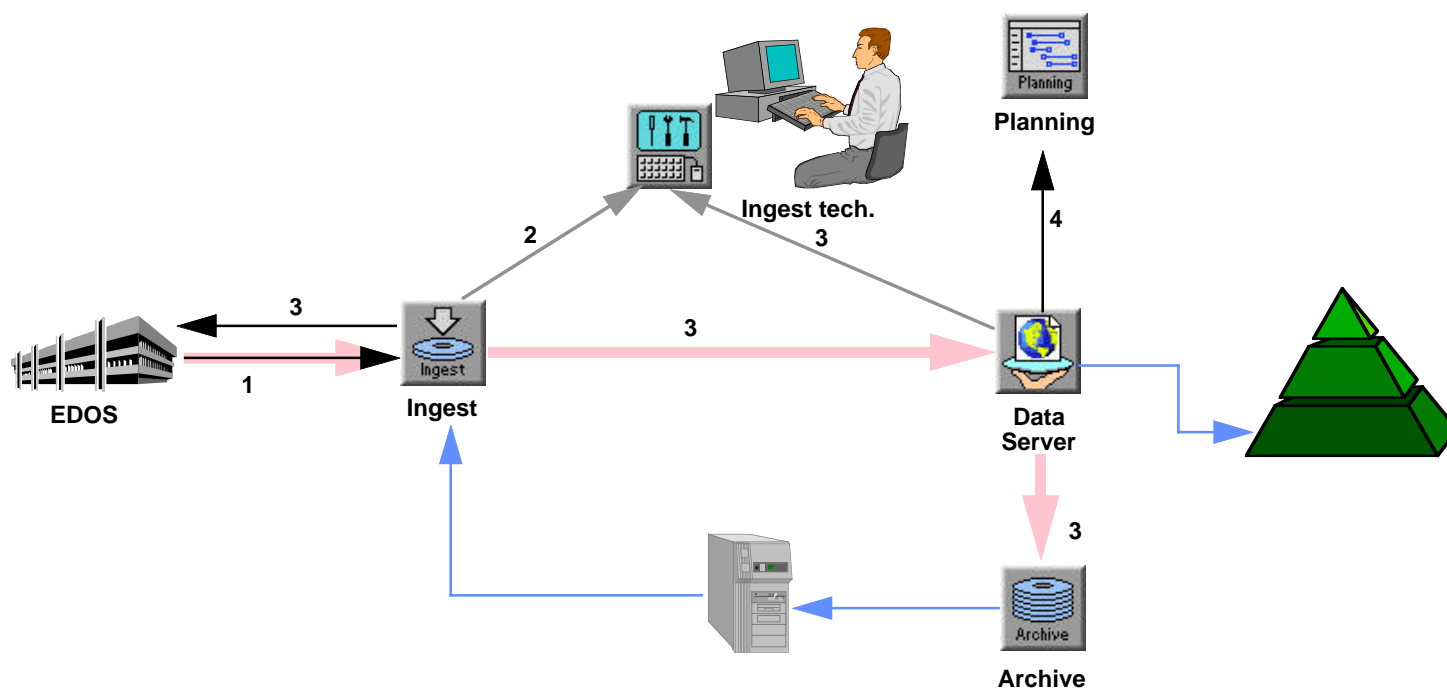 Planning
Planning
Ingest tech.
2
3
4
3
3
1
Ingest
EDOS
Ingest
Data
Server
3
Archive
Archive